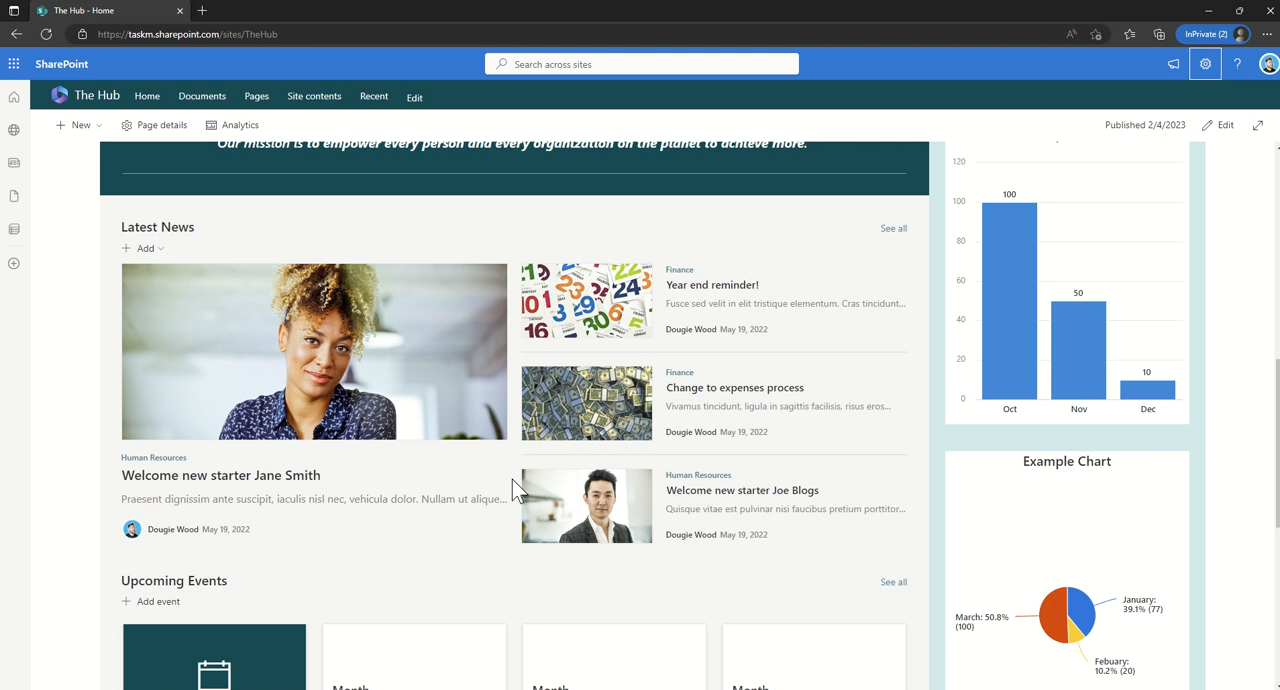 The Hub - Home
https://taskm.sharepoint.com/sites/TheHub
InPrivate (2)
SharePoint
Search across sites
The Hub
Home
Documents
Pages
Site contents
Recent
Edit
New
Page details
Analytics
Published 2/4/2023
Edit
Our mission is to empower every person and every organization on the planet to achieve more.
Latest News
See all
Add
Human Resources
Welcome new starter Jane Smith
Praesent dignissim ante suscipit, iaculis nisl nec, vehicula dolor. Nullam ut alique...
Dougie Wood May 19, 2022
Finance
Year end reminder!
Fusce sed velit in elit tristique elementum. Cras tincidunt...
Dougie Wood May 19, 2022
Finance
Change to expenses process
Vivamus tincidunt, ligula in sagittis facilisis, risus eros...
Dougie Wood May 19, 2022
Human Resources
Welcome new starter Joe Blogs
Quisque vitae est pulvinar nisi faucibus pretium porttitor...
Dougie Wood May 19, 2022
Upcoming Events
See all
Add event
Month
Month
Month
120
100
80
60
40
20
0
100
50
10
Oct
Nov
Dec
Example Chart
January:
39.1% (77)
March: 50.8%
(100)
Febuary:
10.2% (20)